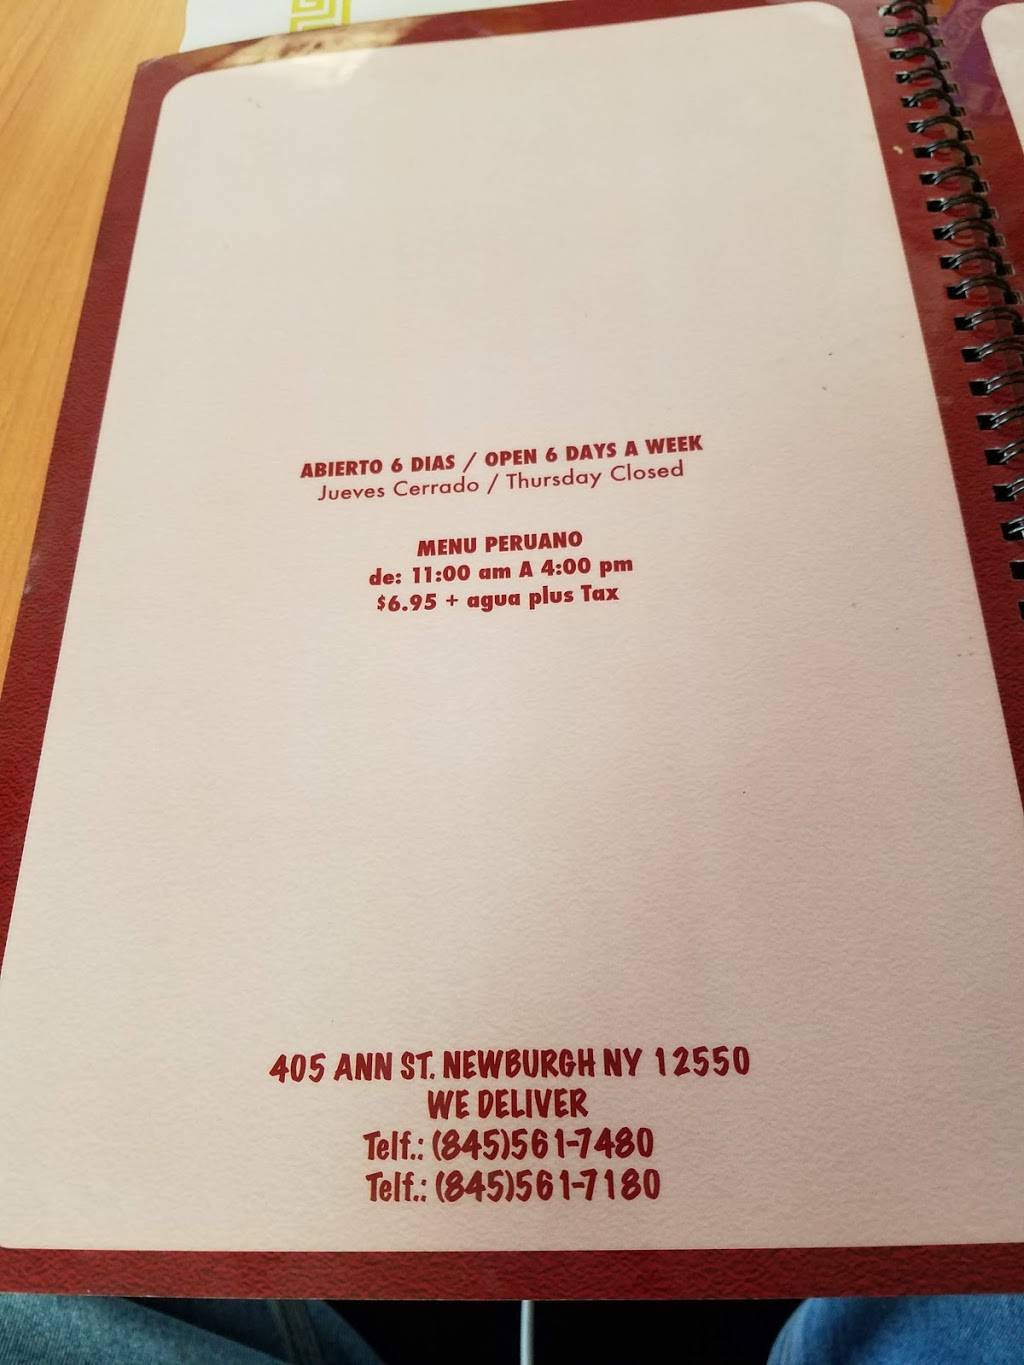 ABIERTO 6 DIAS / OPEN 6 DAYS A WEEK
Jueves Cerrado / Thursday Closed
MENU PERUANO
de: 11:00 am A 4:00 pm
$6.95 + agua plus Tax
405 ANN ST. NEWBURGH NY 12550
WE DELIVER
Telf.: (845)561-7480
Telf.: (845)561-7180